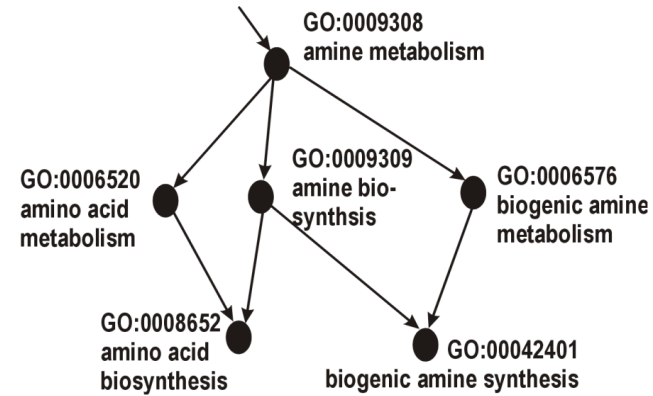 GO:0009308
amine metabolism
GO:0006520
amino acid
metabolism
GO:0009309
amine bio-
synthsis
GO:0006576
biogenic amine
metabolism
GO:0008652
amino acid
biosynthesis
GO:00042401
biogenic amine synthesis